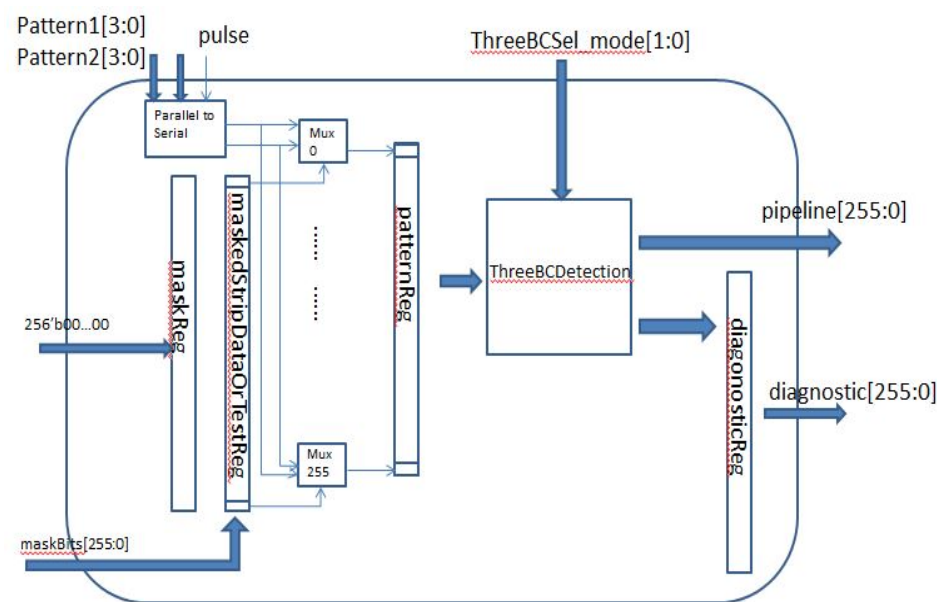 Pattern1[3:0]
Pattern2[3:0]
pulse
ThreeBCSel_mode[1:0]
Parallel to
Serial
Mux
0
maskReg
maskedStripDataOrTestReg
patternReg
ThreeBCDetection
pipeline[255:0]
256'b00...00
diagonosticReg
diagnostic[255:0]
Mux
255
maskBits[255:0]